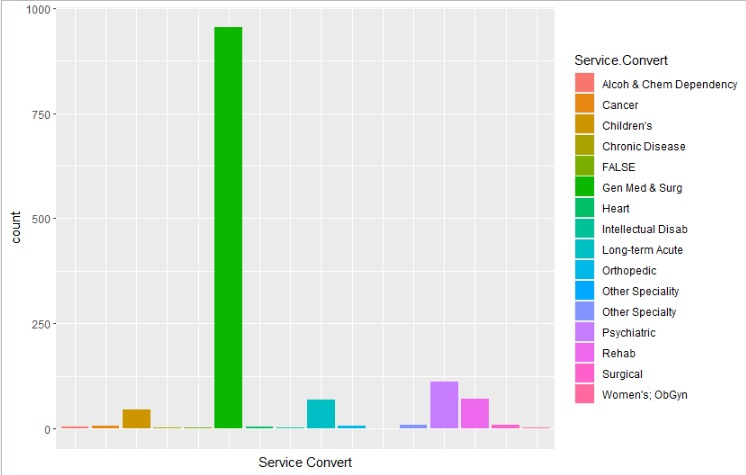 1000
750
500
250
0
count
Service Convert
Service.Convert
Alcoh & Chem Dependency
Cancer
Children's
Chronic Disease
FALSE
Gen Med & Surg
Heart
Intellectual Disab
Long-term Acute
Orthopedic
Other Speciality
Other Specialty
Psychiatric
Rehab
Surgical
Women's; ObGyn